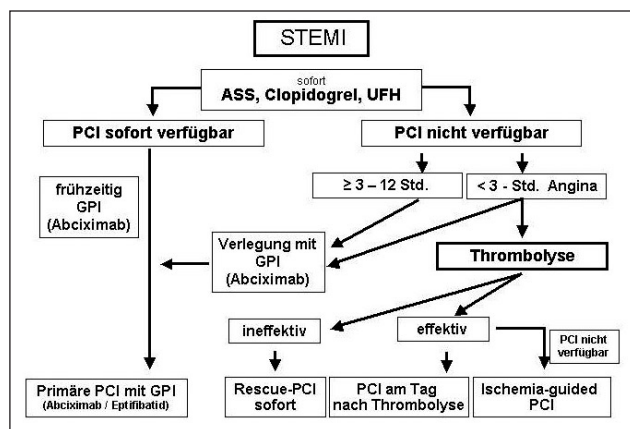 STEMI
sofort
ASS, Clopidogrel, UFH
PCI sofort verfügbar
PCI nicht verfügbar
≥ 3 – 12 Std.
< 3 - Std. Angina
frühzeitig
GPI
(Abciximab)
Verlegung mit
GPI
(Abciximab)
Thrombolyse
ineffektiv
effektiv
PCI nicht
verfügbar
Primäre PCI mit GPI
(Abciximab / Eptifibatid)
Rescue-PCI
sofort
PCI am Tag
nach Thrombolyse
Ischemia-guided
PCI